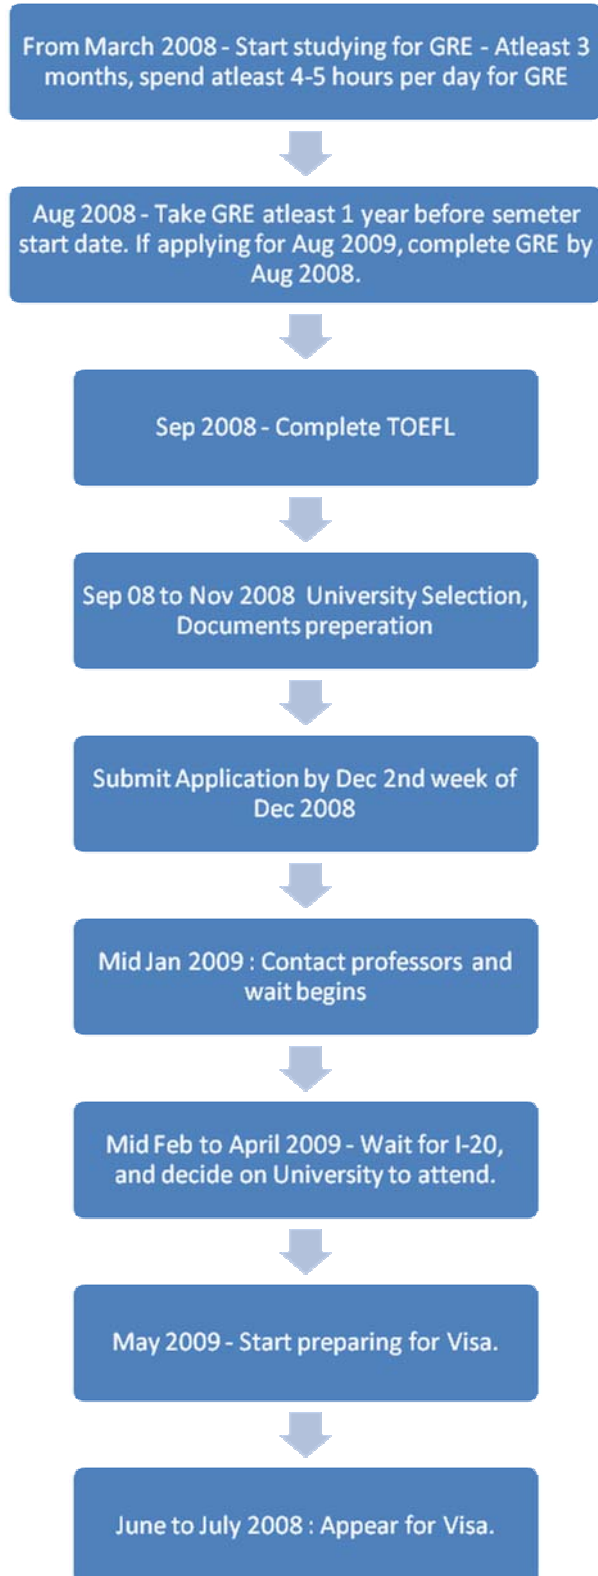 From March 2008 - Start studying for GRE - Atleast 3
months, spend atleast 4-5 hours per day for GRE
Aug 2008 - Take GRE atleast 1 year before semeter
start date. If applying for Aug 2009, complete GRE by
Aug 2008.
Sep 2008 - Complete TOEFL
Sep 08 to Nov 2008 University Selection,
Documents preperation
Submit Application by Dec 2nd week of
Dec 2008
Mid Jan 2009 : Contact professors and
wait begins
Mid Feb to April 2009 - Wait for I-20,
and decide on University to attend.
May 2009 - Start preparing for Visa.
June to July 2008 : Appear for Visa.